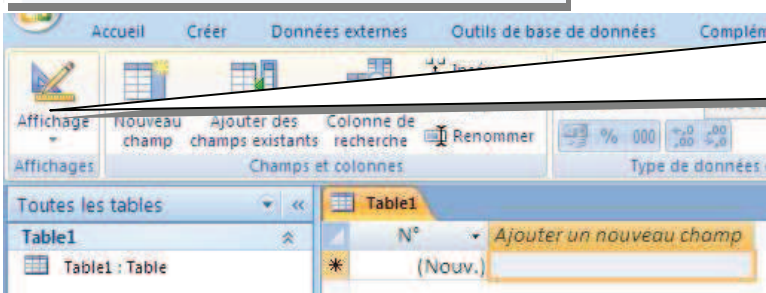 Accueil Créer Données externes Outils de base de données Complém
Affichage Nouveau champ Ajouter des champs existants Colonne de recherche Renommer % 000
Affichages Champs et colonnes Type de données
Toutes les tables Table1
Table1 N° Ajouter un nouveau champ
Table1 : Table * (Nouv.)